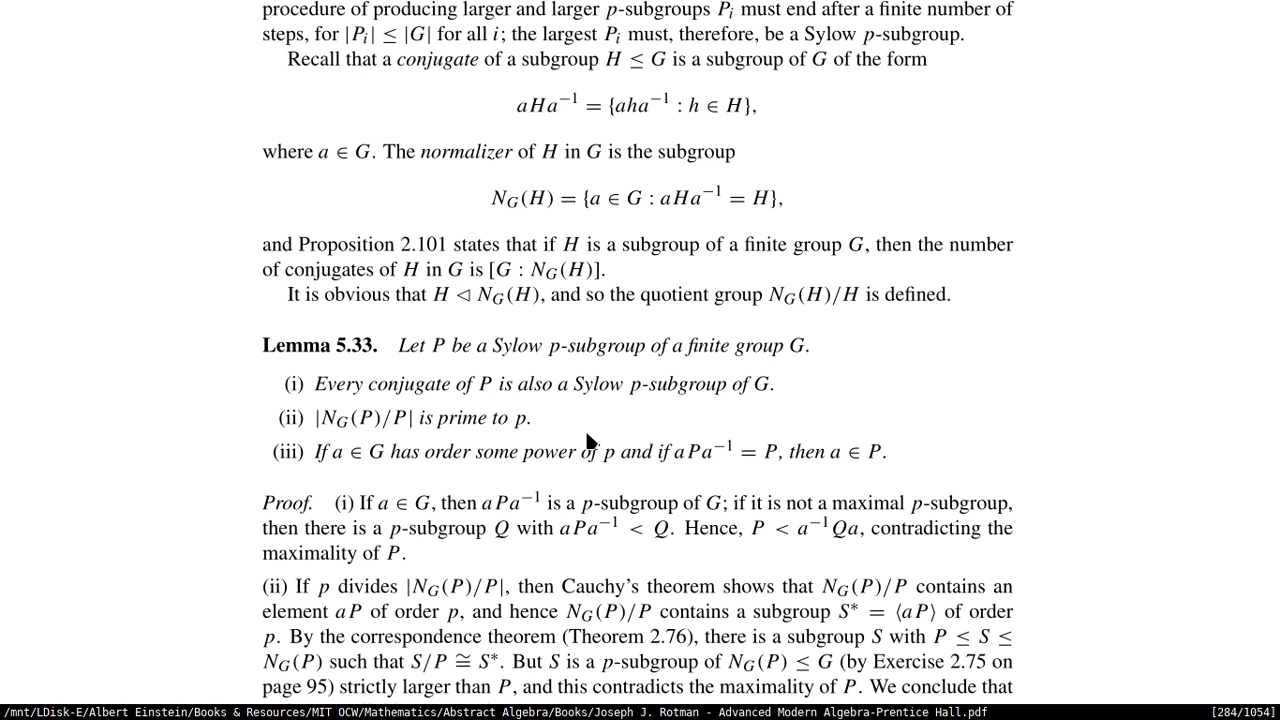 procedure of producing larger and larger p-subgroups Pᵢ must end after a finite number of
steps, for |Pᵢ| ≤ |G| for all i; the largest Pᵢ must, therefore, be a Sylow p-subgroup.
Recall that a conjugate of a subgroup H ≤ G is a subgroup of G of the form
aHa⁻¹ = {aha⁻¹ : h ∈ H},
where a ∈ G. The normalizer of H in G is the subgroup
N_G(H) = {a ∈ G : aHa⁻¹ = H},
and Proposition 2.101 states that if H is a subgroup of a finite group G, then the number
of conjugates of H in G is [G : N_G(H)].
It is obvious that H ◁ N_G(H), and so the quotient group N_G(H)/H is defined.
Lemma 5.33. Let P be a Sylow p-subgroup of a finite group G.
(i) Every conjugate of P is also a Sylow p-subgroup of G.
(ii) |N_G(P)/P| is prime to p.
(iii) If a ∈ G has order some power of p and if aPa⁻¹ = P, then a ∈ P.
Proof. (i) If a ∈ G, then aPa⁻¹ is a p-subgroup of G; if it is not a maximal p-subgroup,
then there is a p-subgroup Q with aPa⁻¹ < Q. Hence, P < a⁻¹Qa, contradicting the
maximality of P.
(ii) If p divides |N_G(P)/P|, then Cauchy's theorem shows that N_G(P)/P contains an
element aP of order p, and hence N_G(P)/P contains a subgroup S* = ⟨aP⟩ of order
p. By the correspondence theorem (Theorem 2.76), there is a subgroup S with P ≤ S ≤
N_G(P) such that S/P ≅ S*. But S is a p-subgroup of N_G(P) ≤ G (by Exercise 2.75 on
page 95) strictly larger than P, and this contradicts the maximality of P. We conclude that
/mnt/LDisk-E/Albert Einstein/Books & Resources/MIT OCW/Mathematics/Abstract Algebra/Books/Joseph J. Rotman - Advanced Modern Algebra-Prentice Hall.pdf [284/1054]